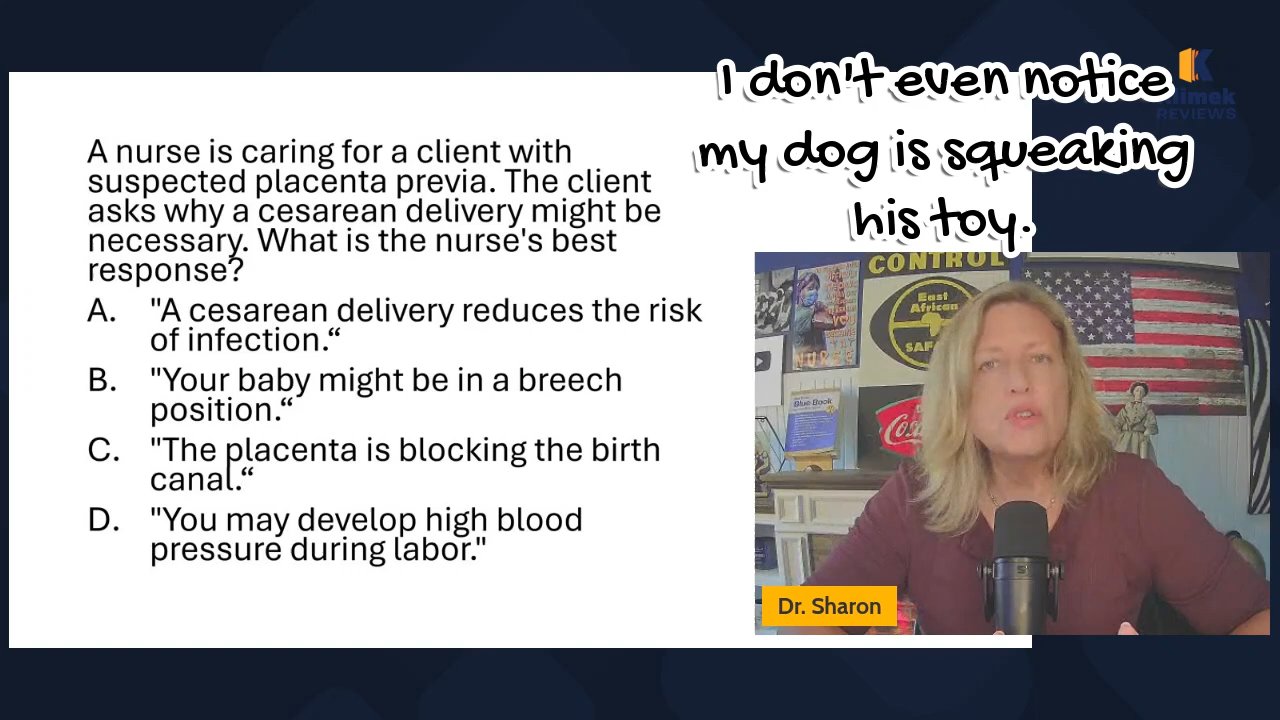 I don't even notice
my dog is squeaking
his toy.
Klimek
REVIEWS
A nurse is caring for a client with
suspected placenta previa. The client
asks why a cesarean delivery might be
necessary. What is the nurse's best
response?
A. "A cesarean delivery reduces the risk
of infection.“
B. "Your baby might be in a breech
position.“
C. "The placenta is blocking the birth
canal.“
D. "You may develop high blood
pressure during labor."
CONTROL
East
African
NURSE
Blue Book
Dr. Sharon